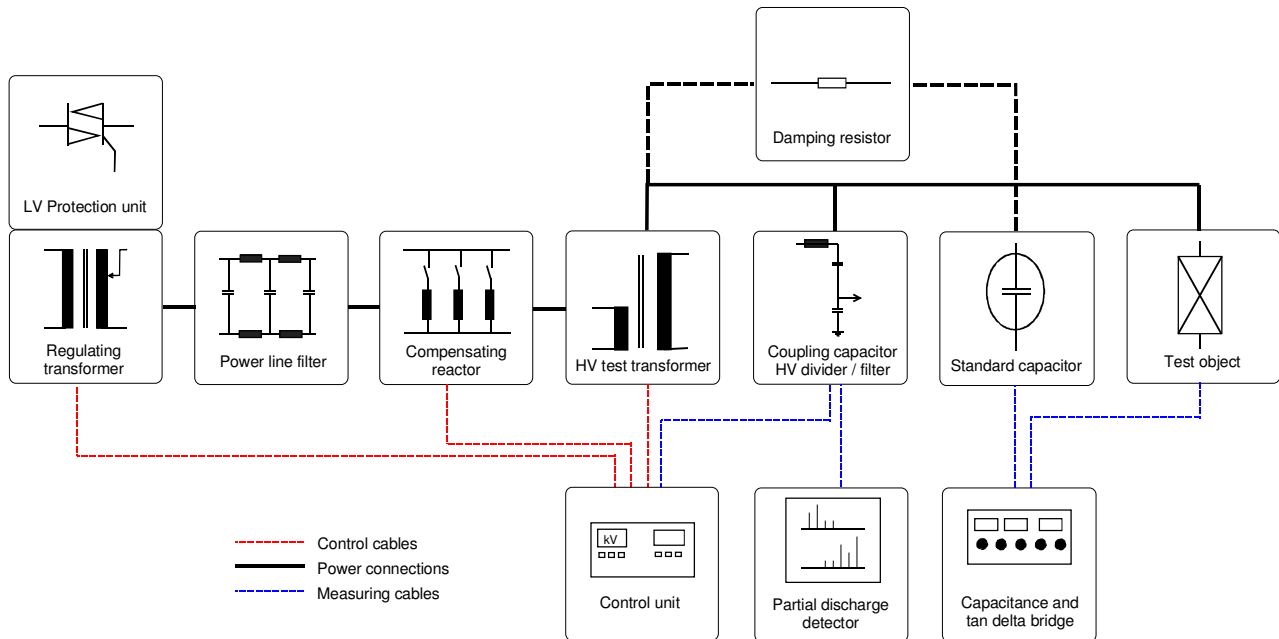 Damping resistor
LV Protection unit
Regulating
transformer
Power line filter
Compensating
reactor
HV test transformer
Coupling capacitor
HV divider / filter
Standard capacitor
Test object
Control cables
Power connections
Measuring cables
kV
Control unit
Partial discharge
detector
Capacitance and
tan delta bridge